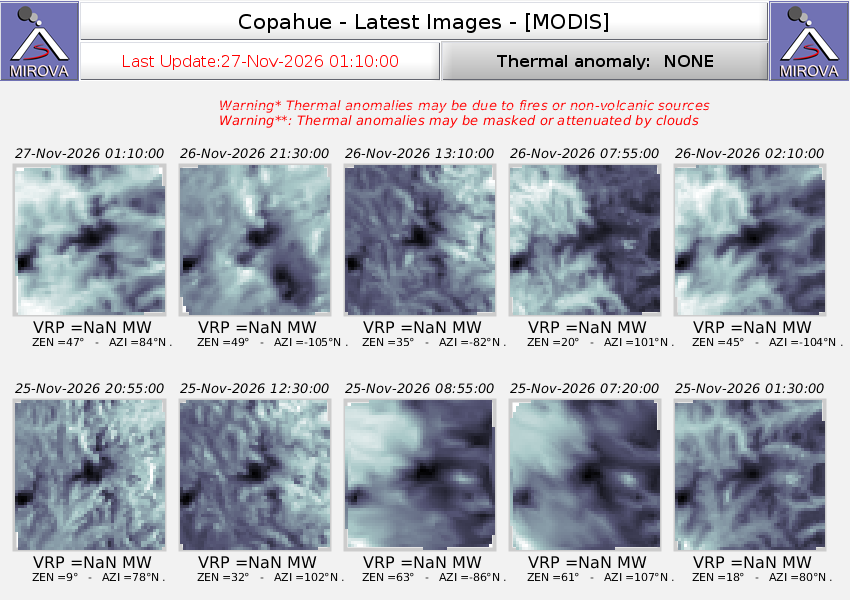 Copahue - Latest Images - [MODIS]
MIROVA
Last Update:27-Nov-2026 01:10:00
Thermal anomaly: NONE
MIROVA
Warning* Thermal anomalies may be due to fires or non-volcanic sources
Warning**: Thermal anomalies may be masked or attenuated by clouds
27-Nov-2026 01:10:00 26-Nov-2026 21:30:00 26-Nov-2026 13:10:00 26-Nov-2026 07:55:00 26-Nov-2026 02:10:00
VRP =NaN MW VRP =NaN MW VRP =NaN MW VRP =NaN MW VRP =NaN MW
ZEN =47° - AZI =84°N . ZEN =49° - AZI =-105°N . ZEN =35° - AZI =-82°N . ZEN =20° - AZI =101°N . ZEN =45° - AZI =-104°N .
25-Nov-2026 20:55:00 25-Nov-2026 12:30:00 25-Nov-2026 08:55:00 25-Nov-2026 07:20:00 25-Nov-2026 01:30:00
VRP =NaN MW VRP =NaN MW VRP =NaN MW VRP =NaN MW VRP =NaN MW
ZEN =9° - AZI =78°N . ZEN =32° - AZI =102°N . ZEN =63° - AZI =-86°N . ZEN =61° - AZI =107°N . ZEN =18° - AZI =80°N .